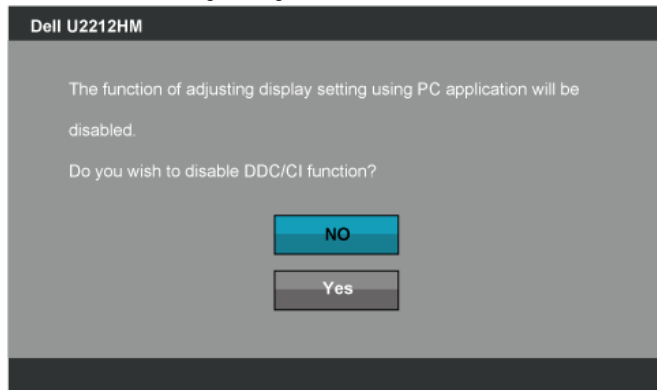 Dell U2212HM
The function of adjusting display setting using PC application will be
disabled.
Do you wish to disable DDC/CI function?
NO
Yes